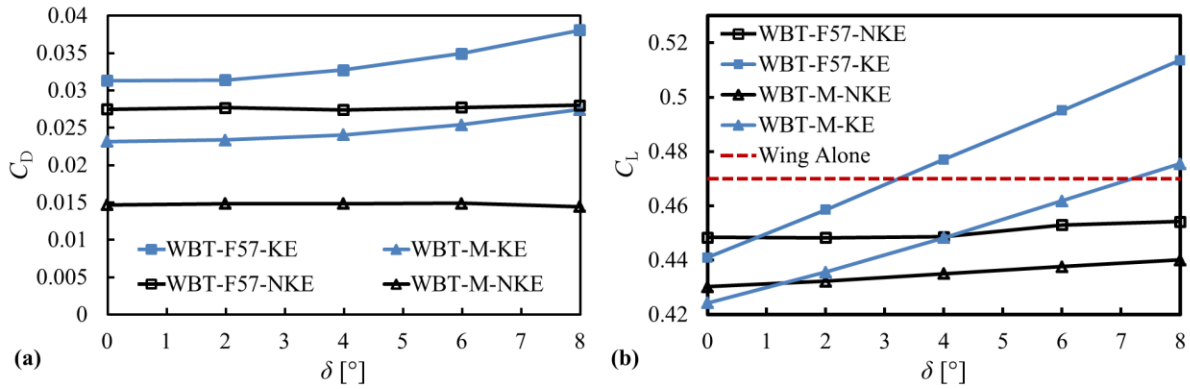 0.04
0.035
0.03
0.025
0.02
0.015
0.01
0.005
0
C_D
WBT-F57-KE
WBT-M-KE
WBT-F57-NKE
WBT-M-NKE
0 1 2 3 4 5 6 7 8
(a)
δ [°]
0.52
0.5
0.48
0.46
0.44
0.42
C_L
WBT-F57-NKE
WBT-F57-KE
WBT-M-NKE
WBT-M-KE
Wing Alone
0 1 2 3 4 5 6 7 8
(b)
δ [°]